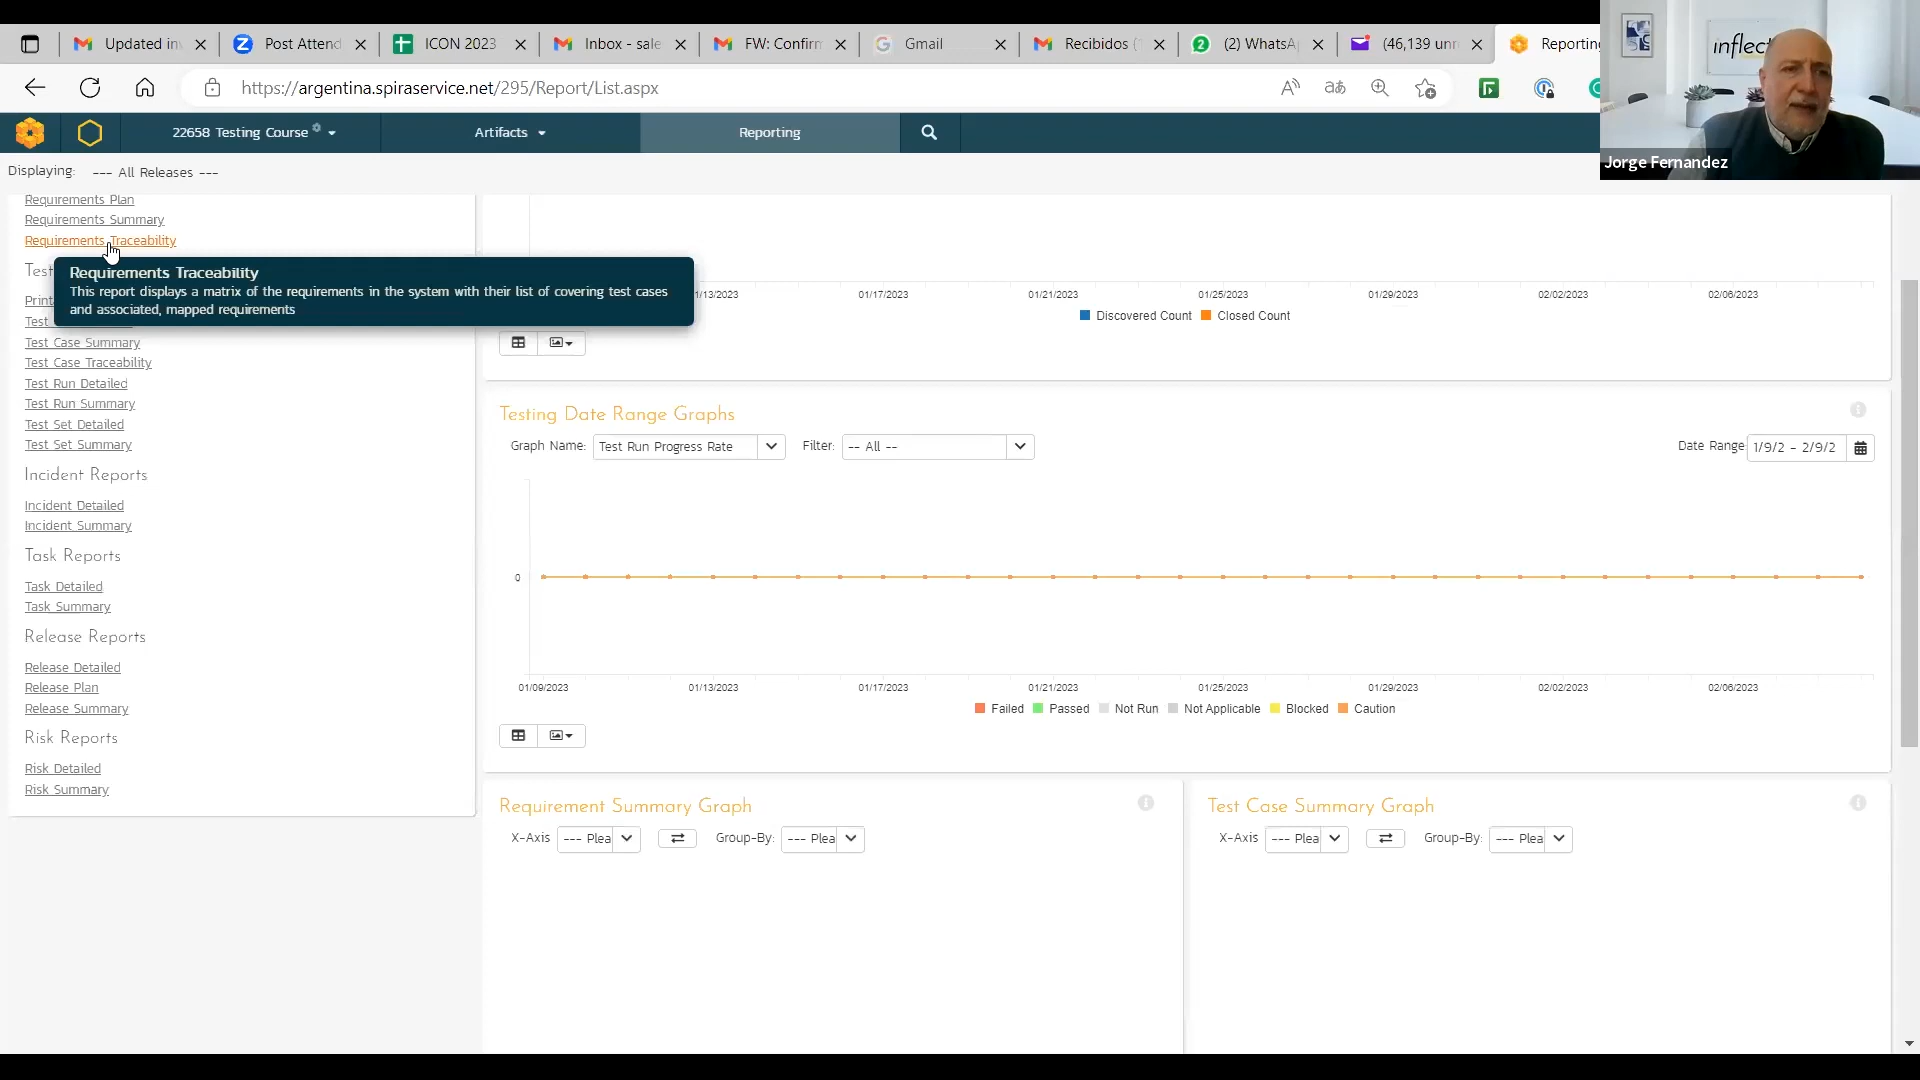 Updated in
Post Attend
ICON 2023
Inbox - sale
FW: Confirm
Gmail
Recibidos (
(2) WhatsA
(46,139 unr
Reporting
https://argentina.spiraservice.net/295/Report/List.aspx
inflec
Jorge Fernandez
22658 Testing Course
Artifacts
Reporting
Displaying: --- All Releases ---
Requirements Plan
Requirements Summary
Requirements Traceability
Test
Requirements Traceability
This report displays a matrix of the requirements in the system with their list of covering test cases
and associated, mapped requirements
Print
Test
Test Case Summary
Test Case Traceability
Test Run Detailed
Test Run Summary
Test Set Detailed
Test Set Summary
Incident Reports
Incident Detailed
Incident Summary
Task Reports
Task Detailed
Task Summary
Release Reports
Release Detailed
Release Plan
Release Summary
Risk Reports
Risk Detailed
Risk Summary
1/13/2023 01/17/2023 01/21/2023 01/25/2023 01/29/2023 02/02/2023 02/06/2023
Discovered Count Closed Count
Testing Date Range Graphs
Graph Name: Test Run Progress Rate Filter: -- All -- Date Range 1/9/2 - 2/9/2
0
01/09/2023 01/13/2023 01/17/2023 01/21/2023 01/25/2023 01/29/2023 02/02/2023 02/06/2023
Failed Passed Not Run Not Applicable Blocked Caution
Requirement Summary Graph
X-Axis --- Plea Group-By: --- Plea
Test Case Summary Graph
X-Axis --- Plea Group-By: --- Plea